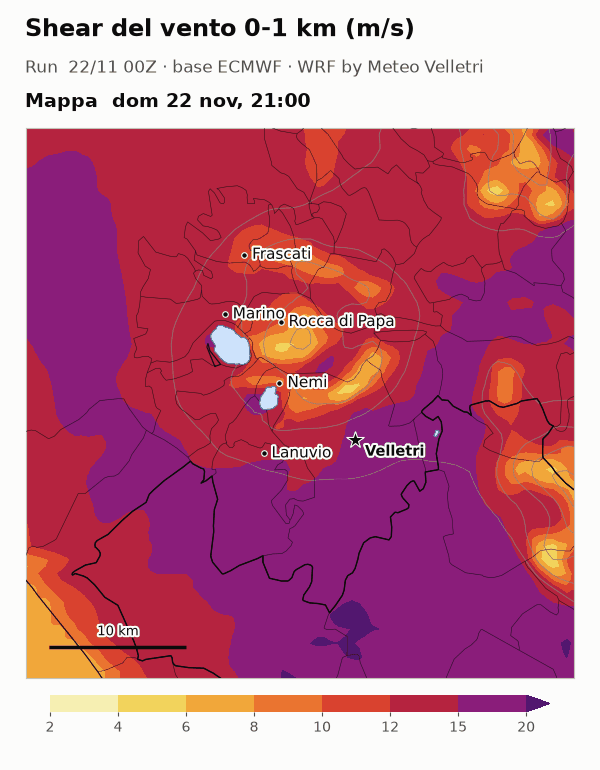 Shear del vento 0-1 km (m/s)
Run 22/11 00Z · base ECMWF · WRF by Meteo Velletri
Mappa dom 22 nov, 21:00
Frascati
Marino
Rocca di Papa
Nemi
Velletri
Lanuvio
10 km
2 4 6 8 10 12 15 20